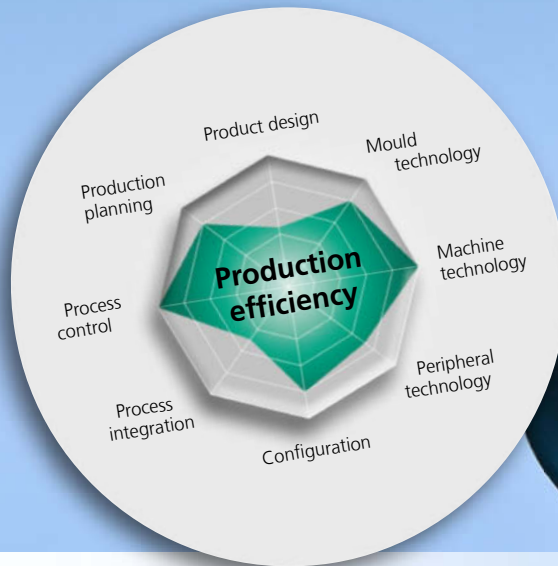 Product design
Mould
technology
Machine
technology
Peripheral
technology
Configuration
Process
integration
Process
control
Production
planning
Production
efficiency